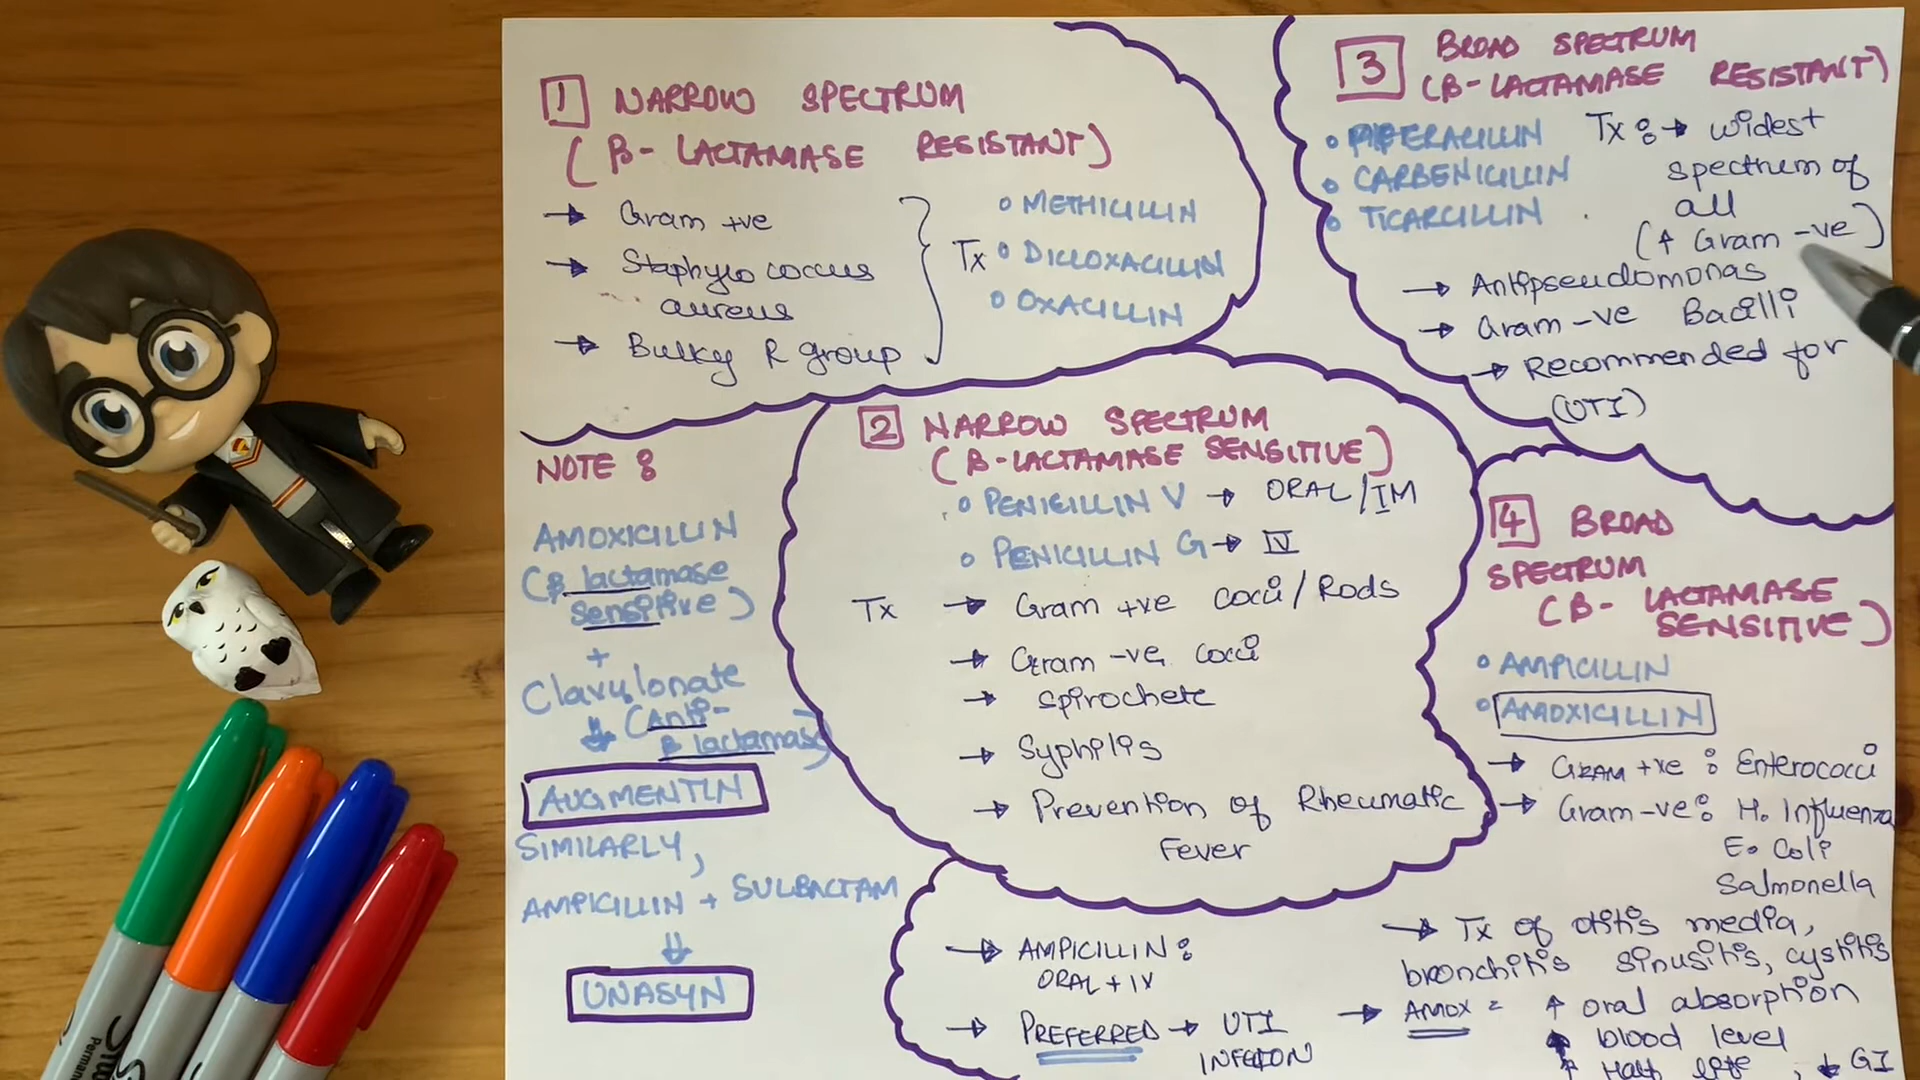 1 NARROW SPECTRUM
(β- LACTAMASE RESISTANT)
→ Gram +ve
→ Staphylo coccus
aureus
→ Bulky R group
Tx
○ METHICILLIN
○ DICLOXACILLIN
○ OXACILLIN
3 BROAD SPECTRUM
(β-LACTAMASE RESISTANT)
○ PIPERACILLIN
○ CARBENICILLIN
○ TICARCILLIN
Tx : → widest
spectrum of
all
(↑ Gram -ve)
→ Antipseudomonas
→ Gram -ve Bacilli
→ Recommended for
(UTI)
2 NARROW SPECTRUM
(β-LACTAMASE SENSITIVE)
○ PENICILLIN V → ORAL/IM
○ PENICILLIN G → IV
Tx → Gram +ve cocci/Rods
→ Gram -ve cocci
→ Spirochete
→ Syphilis
→ Prevention of Rheumatic
Fever
NOTE :
AMOXICILLIN
(β lactamase
sensitive)
+
Clavulonate
⇓ (Anti-
β lactamase)
AUGMENTIN
SIMILARLY,
AMPICILLIN + SULBACTAM
⇓
UNASYN
4 BROAD
SPECTRUM
(β- LACTAMASE
SENSITIVE)
○ AMPICILLIN
○ AMOXICILLIN
→ GRAM +ve : Enterococci
→ Gram-ve : H. Influenza
E. Coli
Salmonella
→ Tx of otitis media,
bronchitis sinusitis, cystitis
→ AMOX = ↑ oral absorption
↑ blood level
↑ Half life, ↓ GI
→ AMPICILLIN :
ORAL + IV
→ PREFERRED → UTI
INFECTION